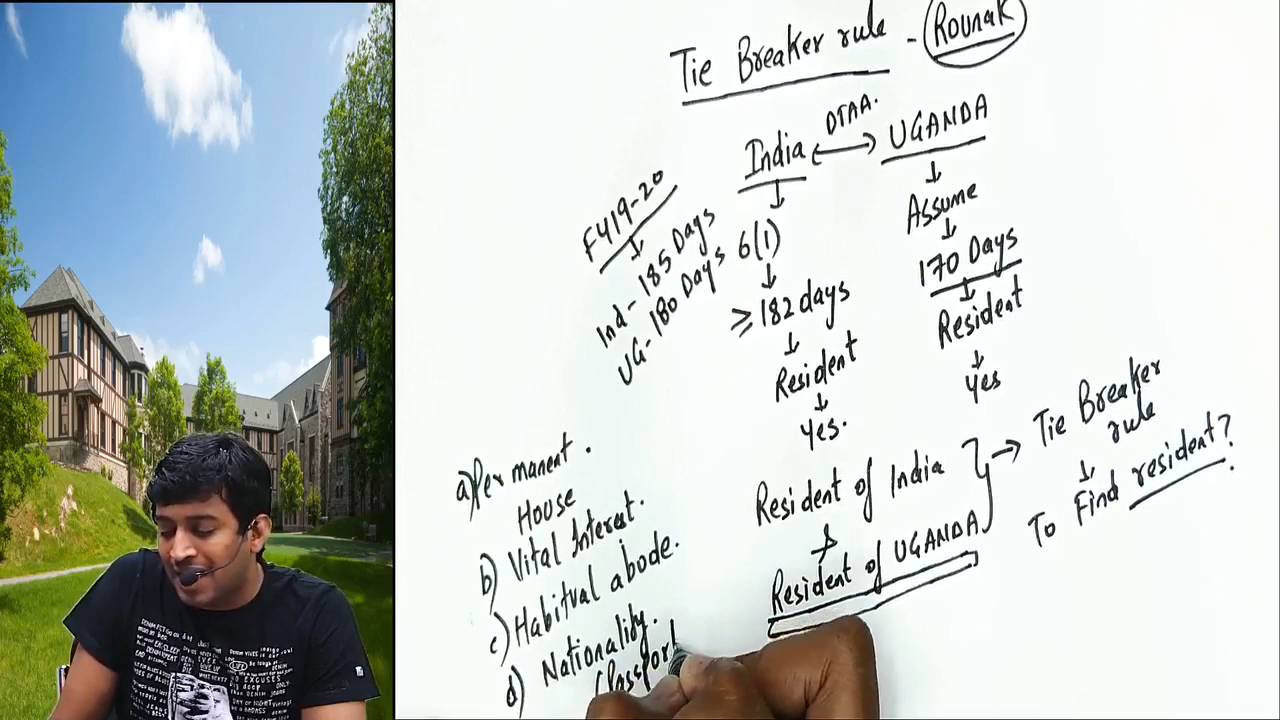 Tie Breaker rule - Rounak
India ↔ UGANDA
DTAA.
FY19-20
Ind - 185 Days
UG - 180 Days
6(1)
≥182 days
Resident
Yes.
Assume
170 Days
Resident
Yes
Resident of India
&
Resident of UGANDA
Tie Breaker
rule
To Find resident?
a) Permanent.
House
b) Vital Interest.
c) Habitual abode.
d) Nationality.
(Passport
LIFE